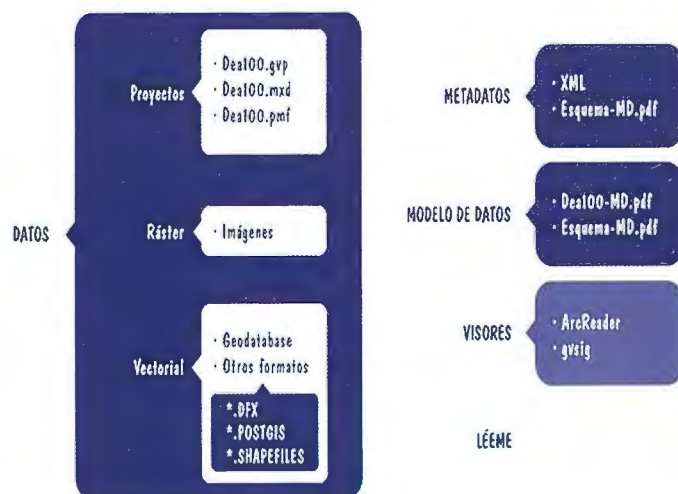 DATOS
Proyectos
· Dea100.gvp
· Dea100.mxd
· Dea100.pmf
Ráster
· Imágenes
Vectorial
· Geodatabase
· Otros formatos
*.DFX
*.POSTGIS
*.SHAPEFILES
METADATOS
· XML
· Esquema-MD.pdf
MODELO DE DATOS
· Dea100-MD.pdf
· Esquema-MD.pdf
VISORES
· ArcReader
· gvsig
LÉEME